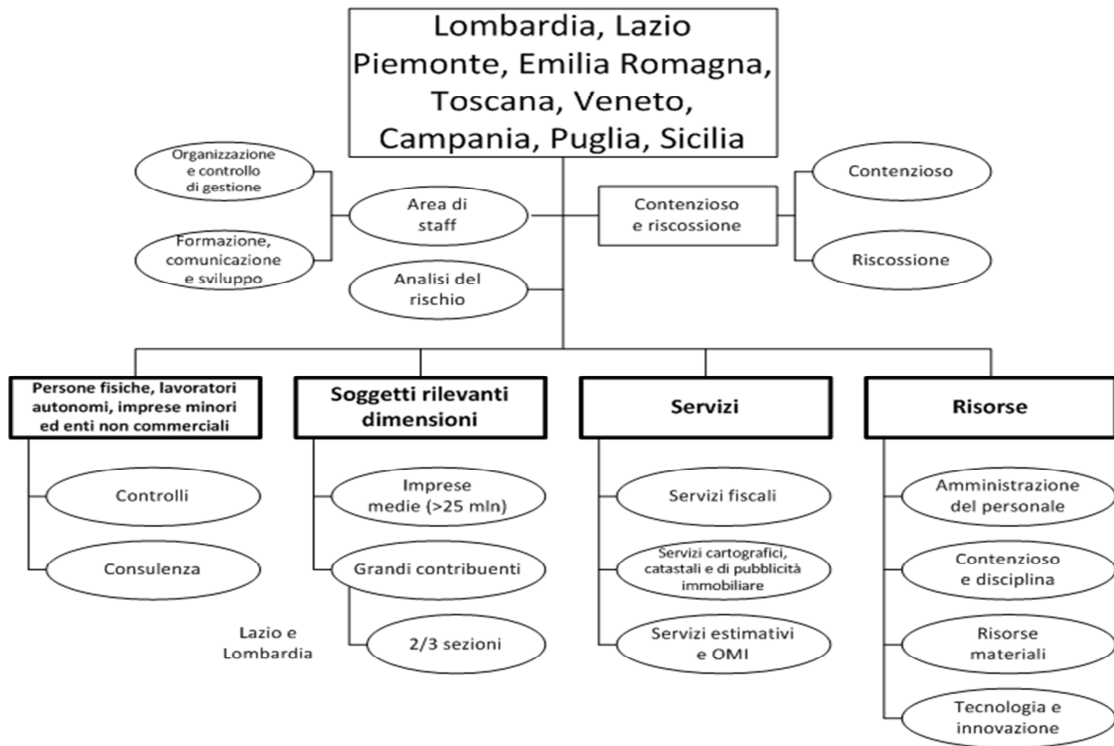 Lombardia, Lazio
Piemonte, Emilia Romagna,
Toscana, Veneto,
Campania, Puglia, Sicilia
Organizzazione
e controllo
di gestione
Formazione,
comunicazione
e sviluppo
Area di
staff
Analisi del
rischio
Contenzioso
e riscossione
Contenzioso
Riscossione
Persone fisiche, lavoratori
autonomi, imprese minori
ed enti non commerciali
Controlli
Consulenza
Soggetti rilevanti
dimensioni
Imprese
medie (>25 mln)
Grandi contribuenti
Lazio e
Lombardia
2/3 sezioni
Servizi
Servizi fiscali
Servizi cartografici,
catastali e di pubblicità
immobiliare
Servizi estimativi
e OMI
Risorse
Amministrazione
del personale
Contenzioso
e disciplina
Risorse
materiali
Tecnologia e
innovazione